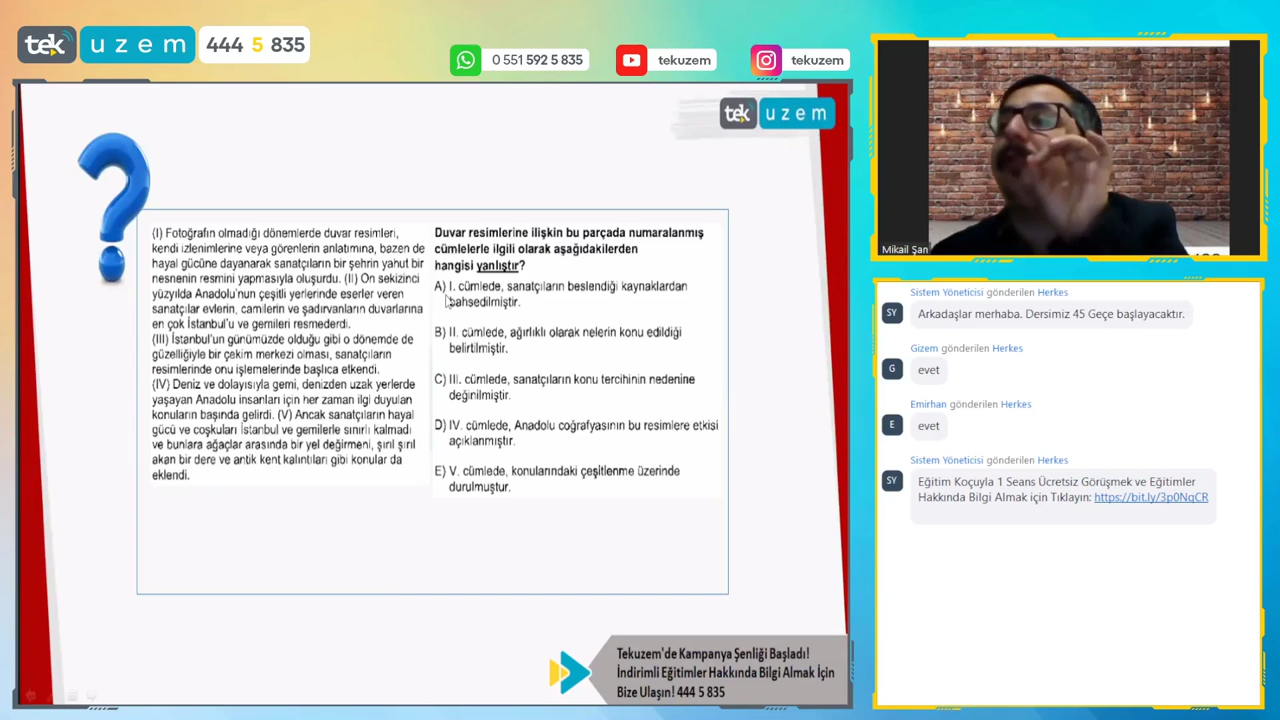 tek uzem 444 5 835
0 551 592 5 835
tekuzem
tekuzem
tek uzem
(I) Fotoğrafın olmadığı dönemlerde duvar resimleri,
kendi izlenimlerine veya görenlerin anlatımına, bazen de
hayal gücüne dayanarak sanatçıların bir şehrin yahut bir
nesnenin resmini yapmasıyla oluşurdu. (II) On sekizinci
yüzyılda Anadolu'nun çeşitli yerlerinde eserler veren
sanatçılar evlerin, camilerin ve şadırvanların duvarlarına
en çok İstanbul'u ve gemileri resmederdi.
(III) İstanbul'un günümüzde olduğu gibi o dönemde de
güzelliğiyle bir çekim merkezi olması, sanatçıların
resimlerinde onu işlemelerinde başlıca etkendi.
(IV) Deniz ve dolayısıyla gemi, denizden uzak yerlerde
yaşayan Anadolu insanları için her zaman ilgi duyulan
konuların başında gelirdi. (V) Ancak sanatçıların hayal
gücü ve coşkuları İstanbul ve gemilerle sınırlı kalmadı
ve bunlara ağaçlar arasında bir yel değirmeni, şırıl şırıl
akan bir dere ve antik kent kalıntıları gibi konular da
eklendi.
Duvar resimlerine ilişkin bu parçada numaralanmış
cümlelerle ilgili olarak aşağıdakilerden
hangisi yanlıştır?
A) I. cümlede, sanatçıların beslendiği kaynaklardan
bahsedilmiştir.
B) II. cümlede, ağırlıklı olarak nelerin konu edildiği
belirtilmiştir.
C) III. cümlede, sanatçıların konu tercihinin nedenine
değinilmiştir.
D) IV. cümlede, Anadolu coğrafyasının bu resimlere etkisi
açıklanmıştır.
E) V. cümlede, konularındaki çeşitlenme üzerinde
durulmuştur.
Tekuzem'de Kampanya Şenliği Başladı!
İndirimli Eğitimler Hakkında Bilgi Almak İçin
Bize Ulaşın! 444 5 835
Mikail Şan
Sistem Yöneticisi gönderilen Herkes
SY
Arkadaşlar merhaba. Dersimiz 45 Geçe başlayacaktır.
Gizem gönderilen Herkes
G
evet
Emirhan gönderilen Herkes
E
evet
Sistem Yöneticisi gönderilen Herkes
SY
Eğitim Koçuyla 1 Seans Ücretsiz Görüşmek ve Eğitimler
Hakkında Bilgi Almak için Tıklayın: https://bit.ly/3p0NqCR